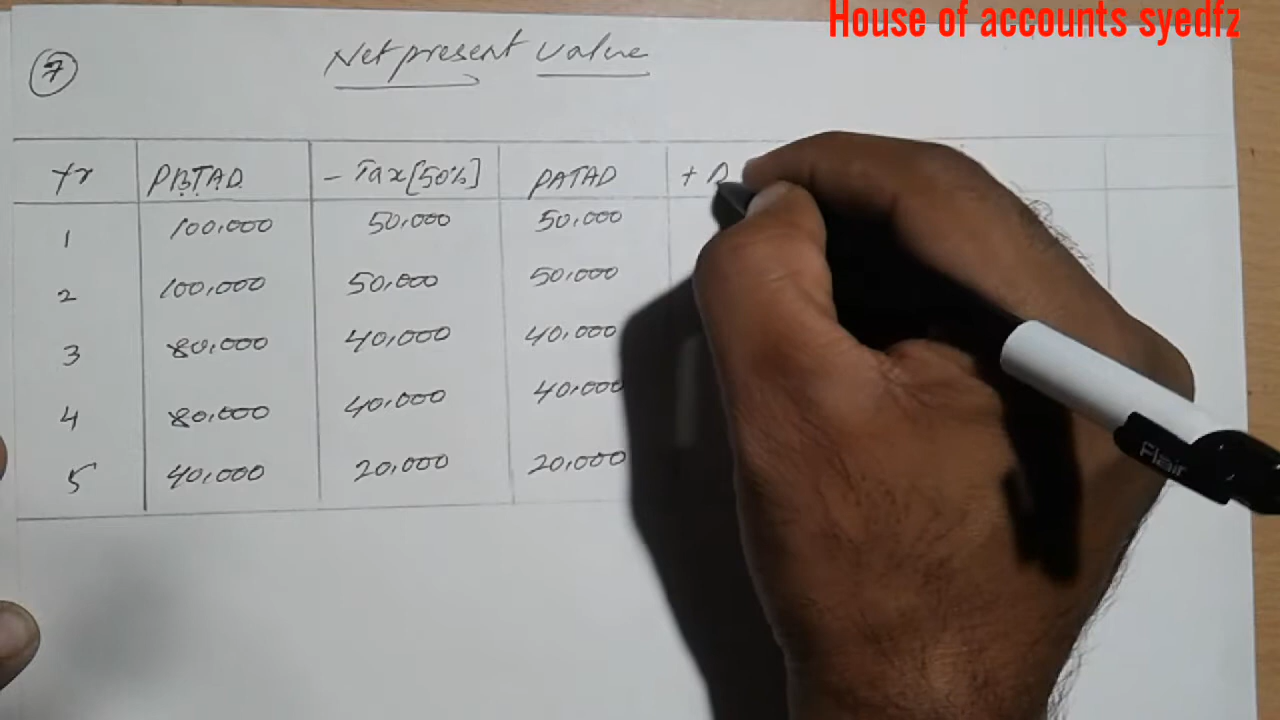 House of accounts syedfz
7 Net present value
Yr PBTAD - Tax [50%] PATAD + D
1 100,000 50,000 50,000
2 100,000 50,000 50,000
3 80,000 40,000 40,000
4 80,000 40,000 40,000
5 40,000 20,000 20,000
Flair